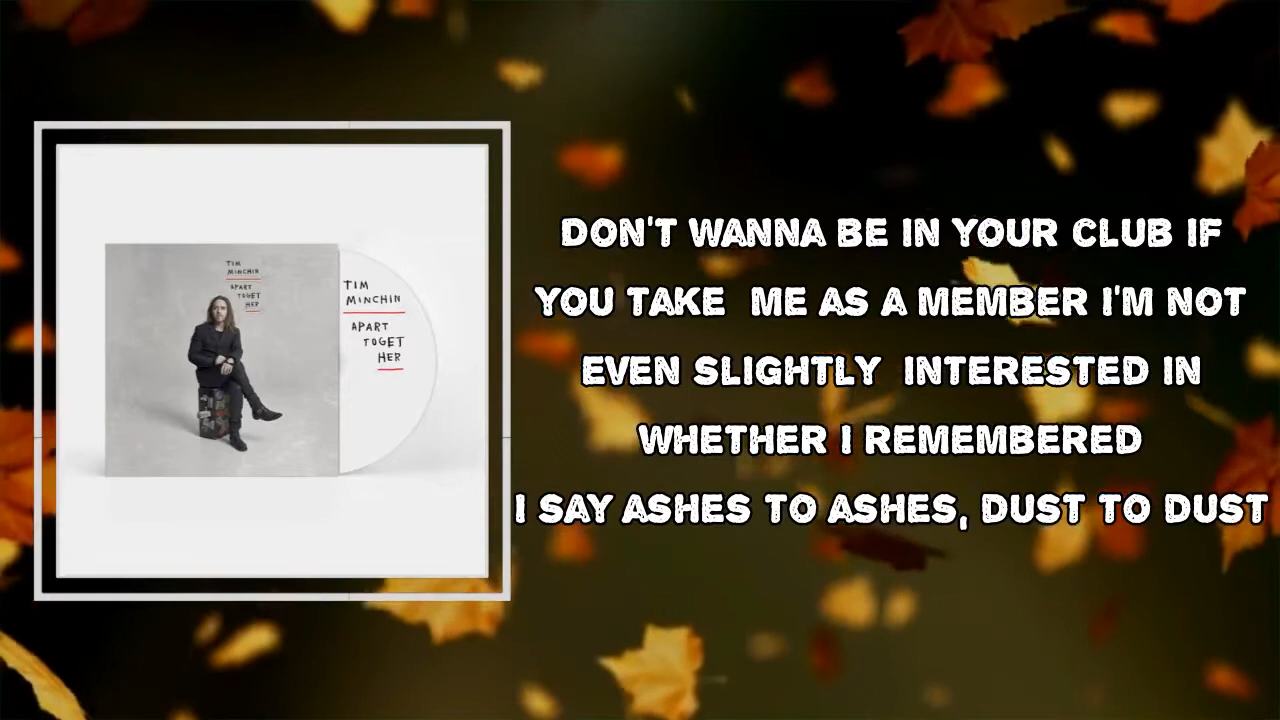 TIM
MINCHIN
APART
TOGET
HER
TIM
MINCHIN
APART
TOGET
HER
DON'T WANNA BE IN YOUR CLUB IF
YOU TAKE  ME AS A MEMBER I'M NOT
EVEN SLIGHTLY  INTERESTED IN
WHETHER I REMEMBERED
I SAY ASHES TO ASHES, DUST TO DUST